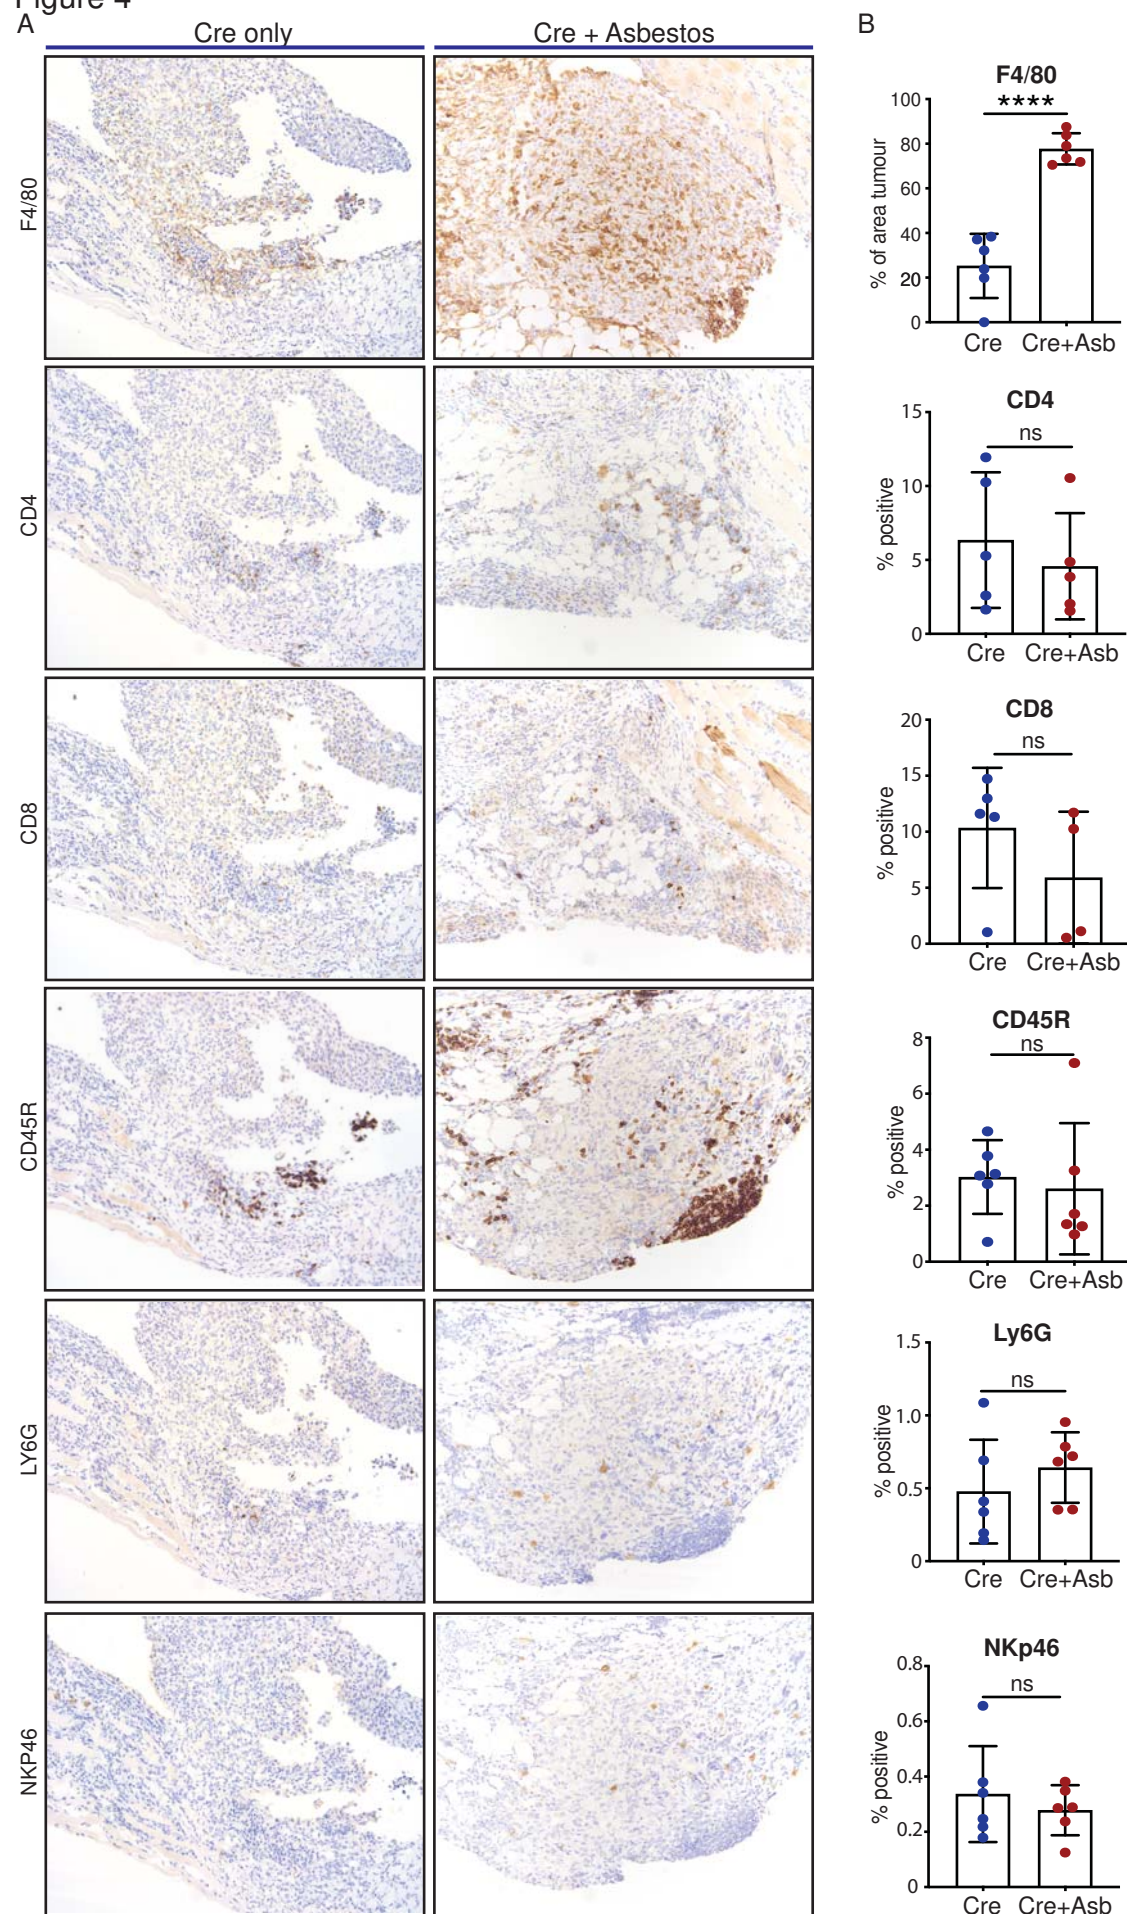 Figure 4
A
Cre only
Cre + Asbestos
F4/80
CD4
CD8
CD45R
LY6G
NKP46
B
F4/80
****
% of area tumour
100
80
60
40
20
0
Cre
Cre+Asb
CD4
ns
% positive
15
10
5
0
Cre
Cre+Asb
CD8
ns
% positive
20
15
10
5
0
Cre
Cre+Asb
CD45R
ns
% positive
8
6
4
2
0
Cre
Cre+Asb
Ly6G
ns
% positive
1.5
1.0
0.5
0
Cre
Cre+Asb
NKp46
ns
% positive
0.8
0.6
0.4
0.2
0
Cre
Cre+Asb